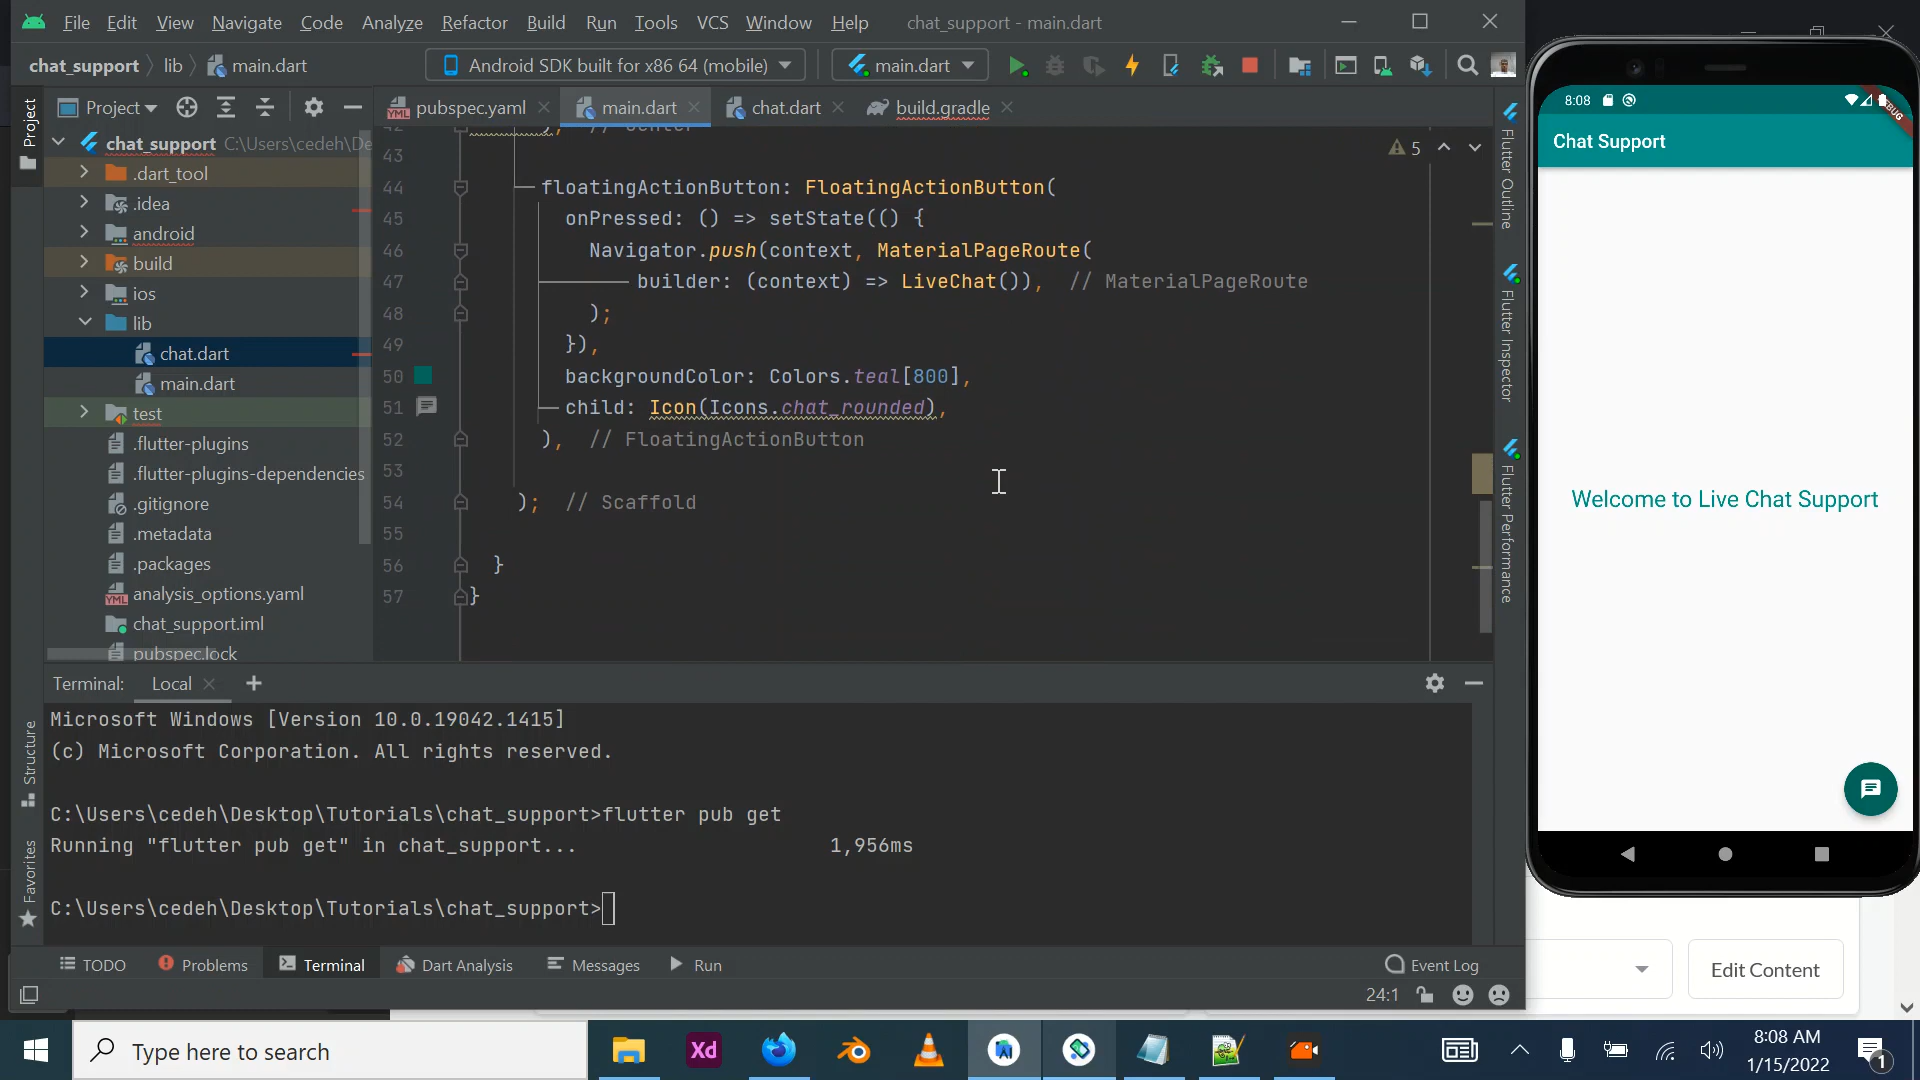 File Edit View Navigate Code Analyze Refactor Build Run Tools VCS Window Help chat_support - main.dart
chat_support lib main.dart Android SDK built for x86 64 (mobile) main.dart
Project pubspec.yaml main.dart chat.dart build.gradle
Project
chat_support C:\Users\cedeh\De
.dart_tool
.idea
android
build
ios
lib
chat.dart
main.dart
test
.flutter-plugins
.flutter-plugins-dependencies
.gitignore
.metadata
.packages
analysis_options.yaml
chat_support.iml
pubspec.lock
5
42 ), // Center
43
44 floatingActionButton: FloatingActionButton(
45 onPressed: () => setState(() {
46 Navigator.push(context, MaterialPageRoute(
47 builder: (context) => LiveChat()), // MaterialPageRoute
48 );
49 }),
50 backgroundColor: Colors.teal[800],
51 child: Icon(Icons.chat_rounded),
52 ), // FloatingActionButton
53
54 ); // Scaffold
55
56 }
57 }
Flutter Outline
Flutter Inspector
Flutter Performance
Structure
Favorites
Terminal: Local
Microsoft Windows [Version 10.0.19042.1415]
(c) Microsoft Corporation. All rights reserved.
C:\Users\cedeh\Desktop\Tutorials\chat_support>flutter pub get
Running "flutter pub get" in chat_support... 1,956ms
C:\Users\cedeh\Desktop\Tutorials\chat_support>
TODO Problems Terminal Dart Analysis Messages Run Event Log
24:1
8:08
DEBUG
Chat Support
Welcome to Live Chat Support
Edit Content
Type here to search
Xd
8:08 AM
1/15/2022
1